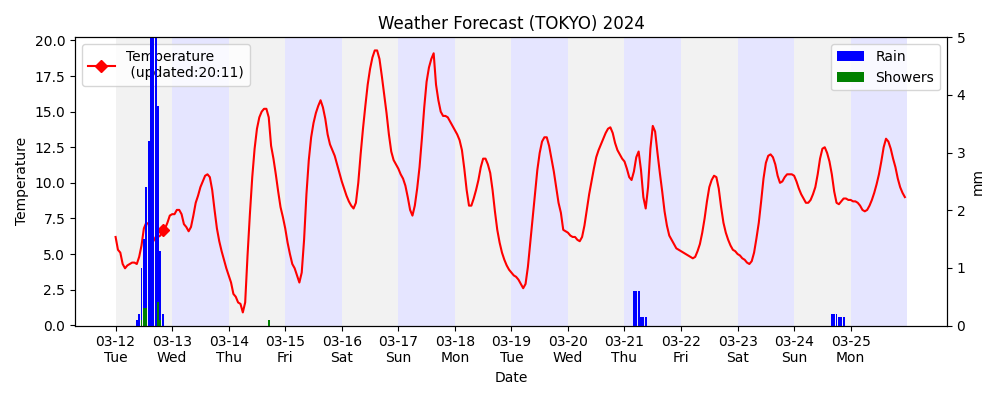 Weather Forecast (TOKYO) 2024
Temperature
(updated:20:11)
Rain
Showers
20.0
17.5
15.0
12.5
10.0
7.5
5.0
2.5
0.0
Temperature
5
4
3
2
1
0
mm
03-12 03-13 03-14 03-15 03-16 03-17 03-18 03-19 03-20 03-21 03-22 03-23 03-24 03-25
Tue Wed Thu Fri Sat Sun Mon Tue Wed Thu Fri Sat Sun Mon
Date